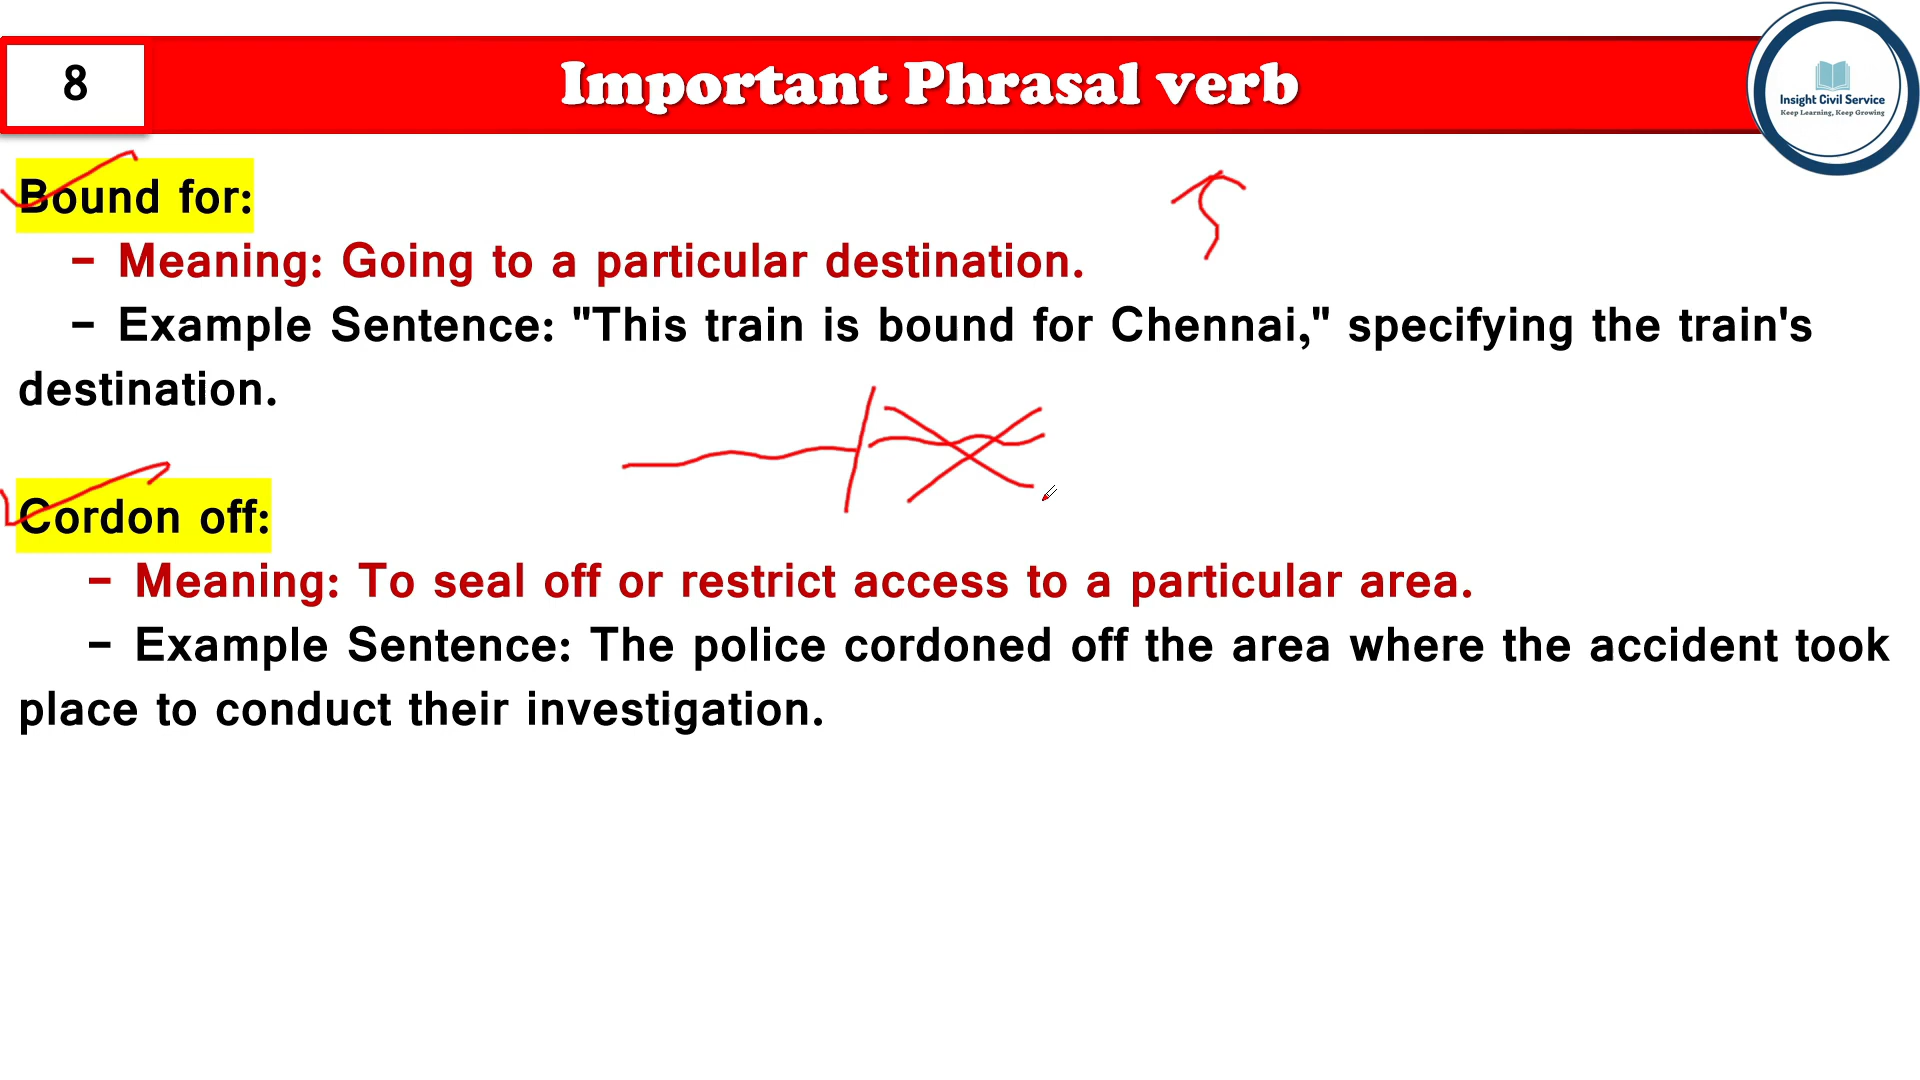 8
Important Phrasal verb
Insight Civil Service
Keep Learning, Keep Growing
Bound for:
- Meaning: Going to a particular destination.
- Example Sentence: "This train is bound for Chennai," specifying the train's
destination.
Cordon off:
- Meaning: To seal off or restrict access to a particular area.
- Example Sentence: The police cordoned off the area where the accident took
place to conduct their investigation.